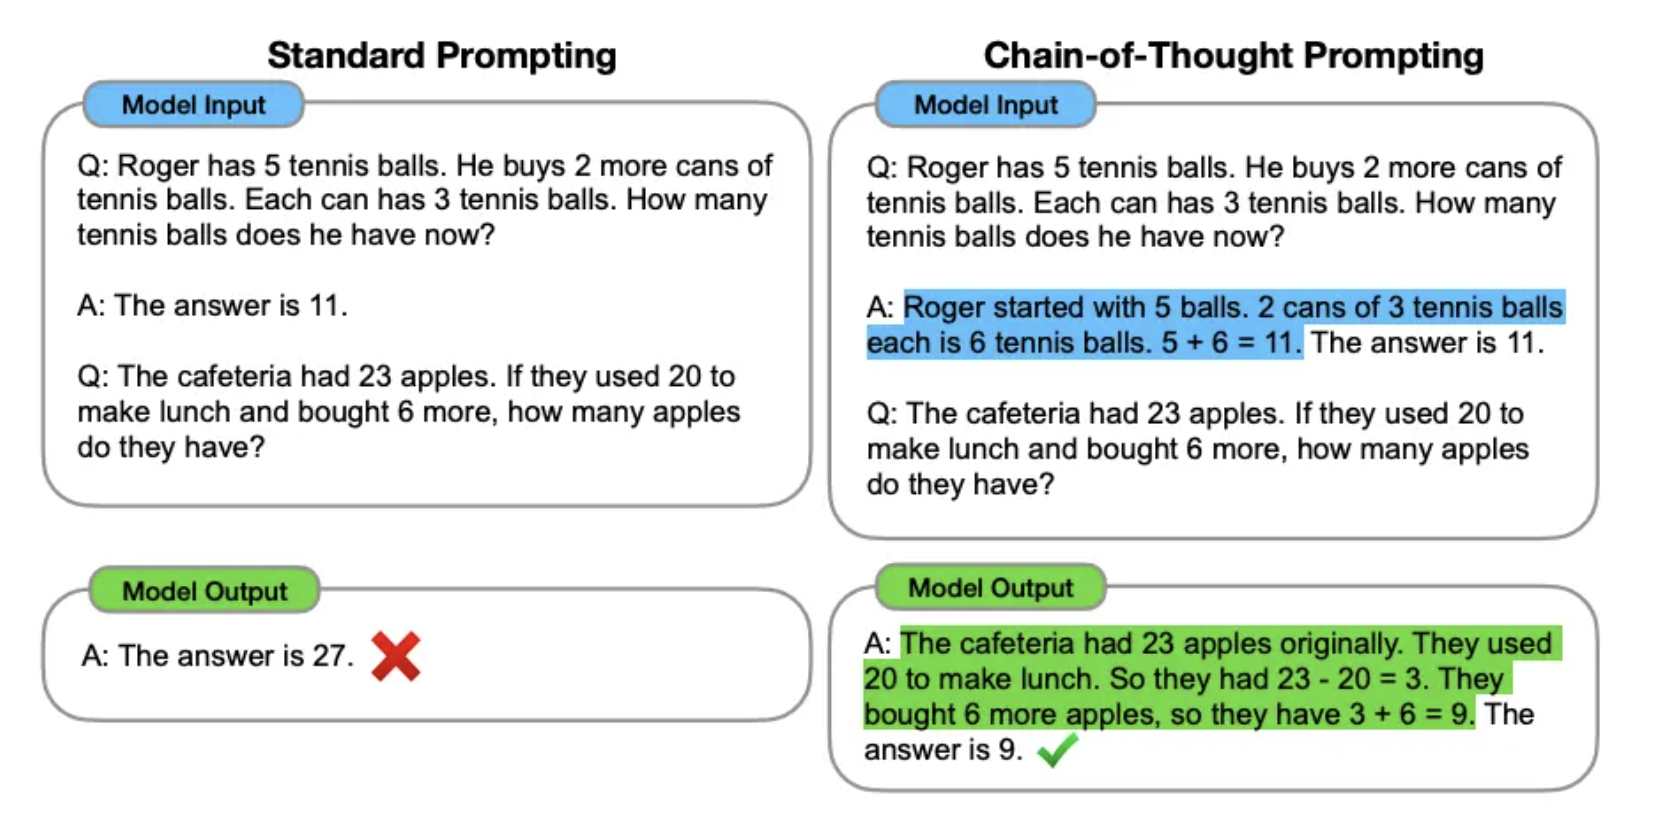 Standard Prompting
Model Input
Q: Roger has 5 tennis balls. He buys 2 more cans of
tennis balls. Each can has 3 tennis balls. How many
tennis balls does he have now?
A: The answer is 11.
Q: The cafeteria had 23 apples. If they used 20 to
make lunch and bought 6 more, how many apples
do they have?
Model Output
A: The answer is 27.
Chain-of-Thought Prompting
Model Input
Q: Roger has 5 tennis balls. He buys 2 more cans of
tennis balls. Each can has 3 tennis balls. How many
tennis balls does he have now?
A: Roger started with 5 balls. 2 cans of 3 tennis balls
each is 6 tennis balls. 5 + 6 = 11. The answer is 11.
Q: The cafeteria had 23 apples. If they used 20 to
make lunch and bought 6 more, how many apples
do they have?
Model Output
A: The cafeteria had 23 apples originally. They used
20 to make lunch. So they had 23 - 20 = 3. They
bought 6 more apples, so they have 3 + 6 = 9. The
answer is 9.